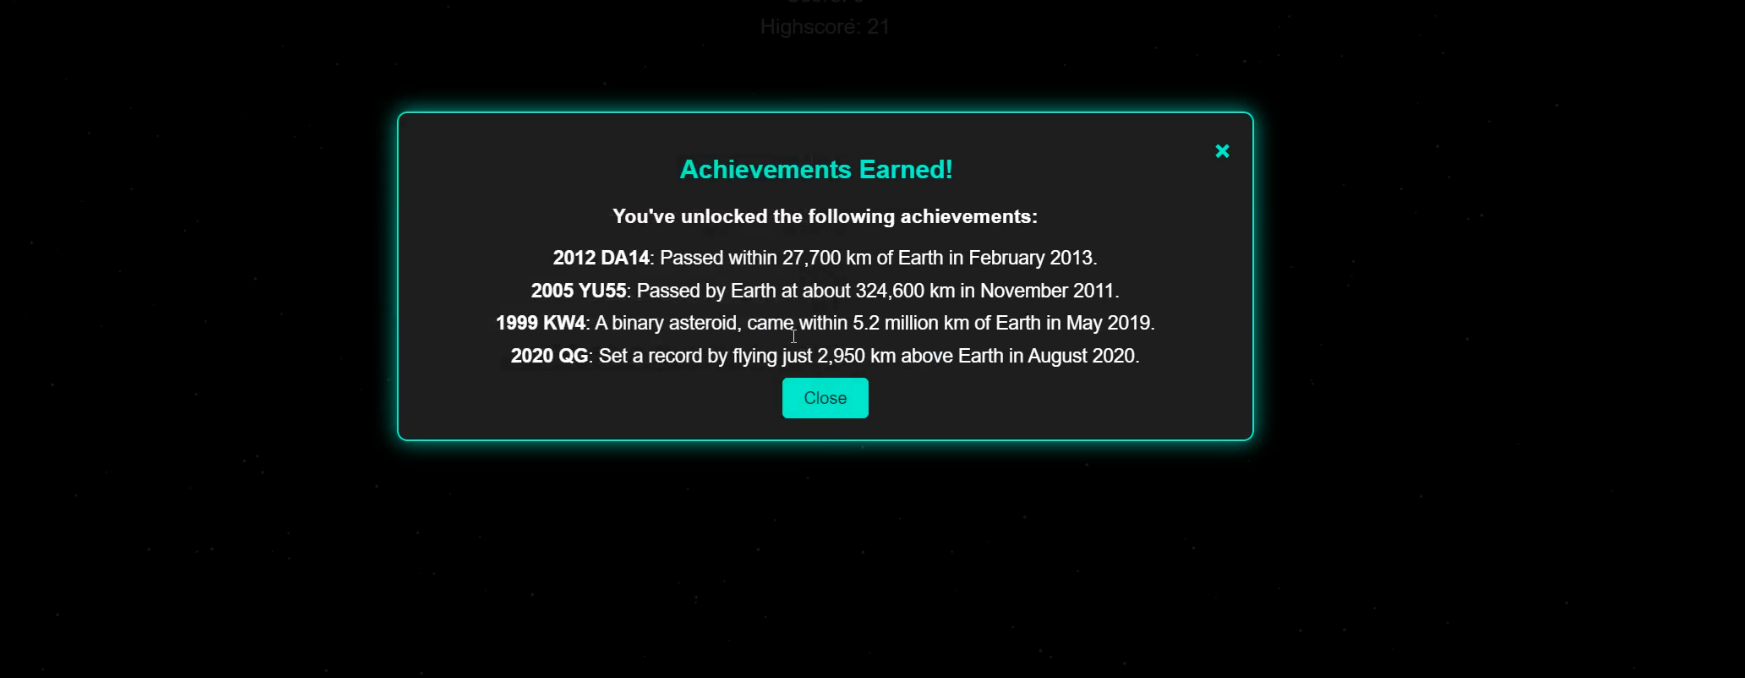 Highscore: 21
Achievements Earned!
You've unlocked the following achievements:
2012 DA14: Passed within 27,700 km of Earth in February 2013.
2005 YU55: Passed by Earth at about 324,600 km in November 2011.
1999 KW4: A binary asteroid, came within 5.2 million km of Earth in May 2019.
2020 QG: Set a record by flying just 2,950 km above Earth in August 2020.
Close